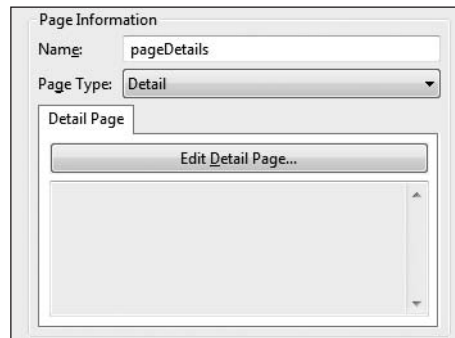 Page Information
Name: pageDetails
Page Type: Detail
Detail Page
Edit Detail Page...